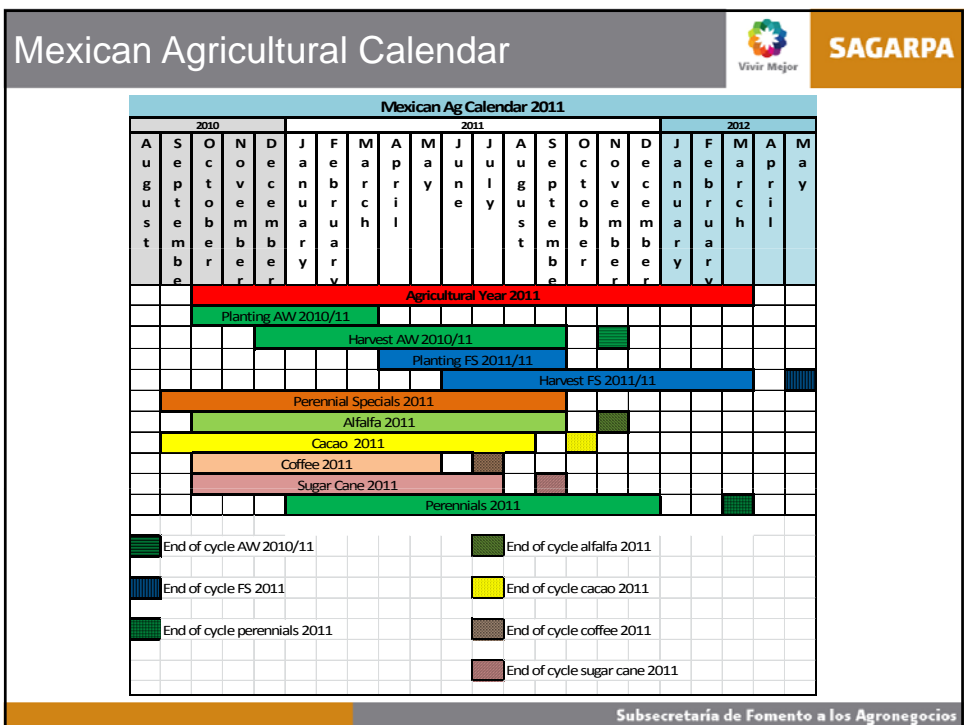 Mexican Agricultural Calendar
Vivir Mejor
SAGARPA
Mexican Ag Calendar 2011
2010 2011 2012
August Septembe October November December January February March April May June July August Septembe October November December January February March April May
Agricultural Year 2011
Planting AW 2010/11
Harvest AW 2010/11
Planting FS 2011/11
Harvest FS 2011/11
Perennial Specials 2011
Alfalfa 2011
Cacao 2011
Coffee 2011
Sugar Cane 2011
Perennials 2011
End of cycle AW 2010/11 End of cycle alfalfa 2011
End of cycle FS 2011 End of cycle cacao 2011
End of cycle perennials 2011 End of cycle coffee 2011
End of cycle sugar cane 2011
Subsecretaría de Fomento a los Agronegocios